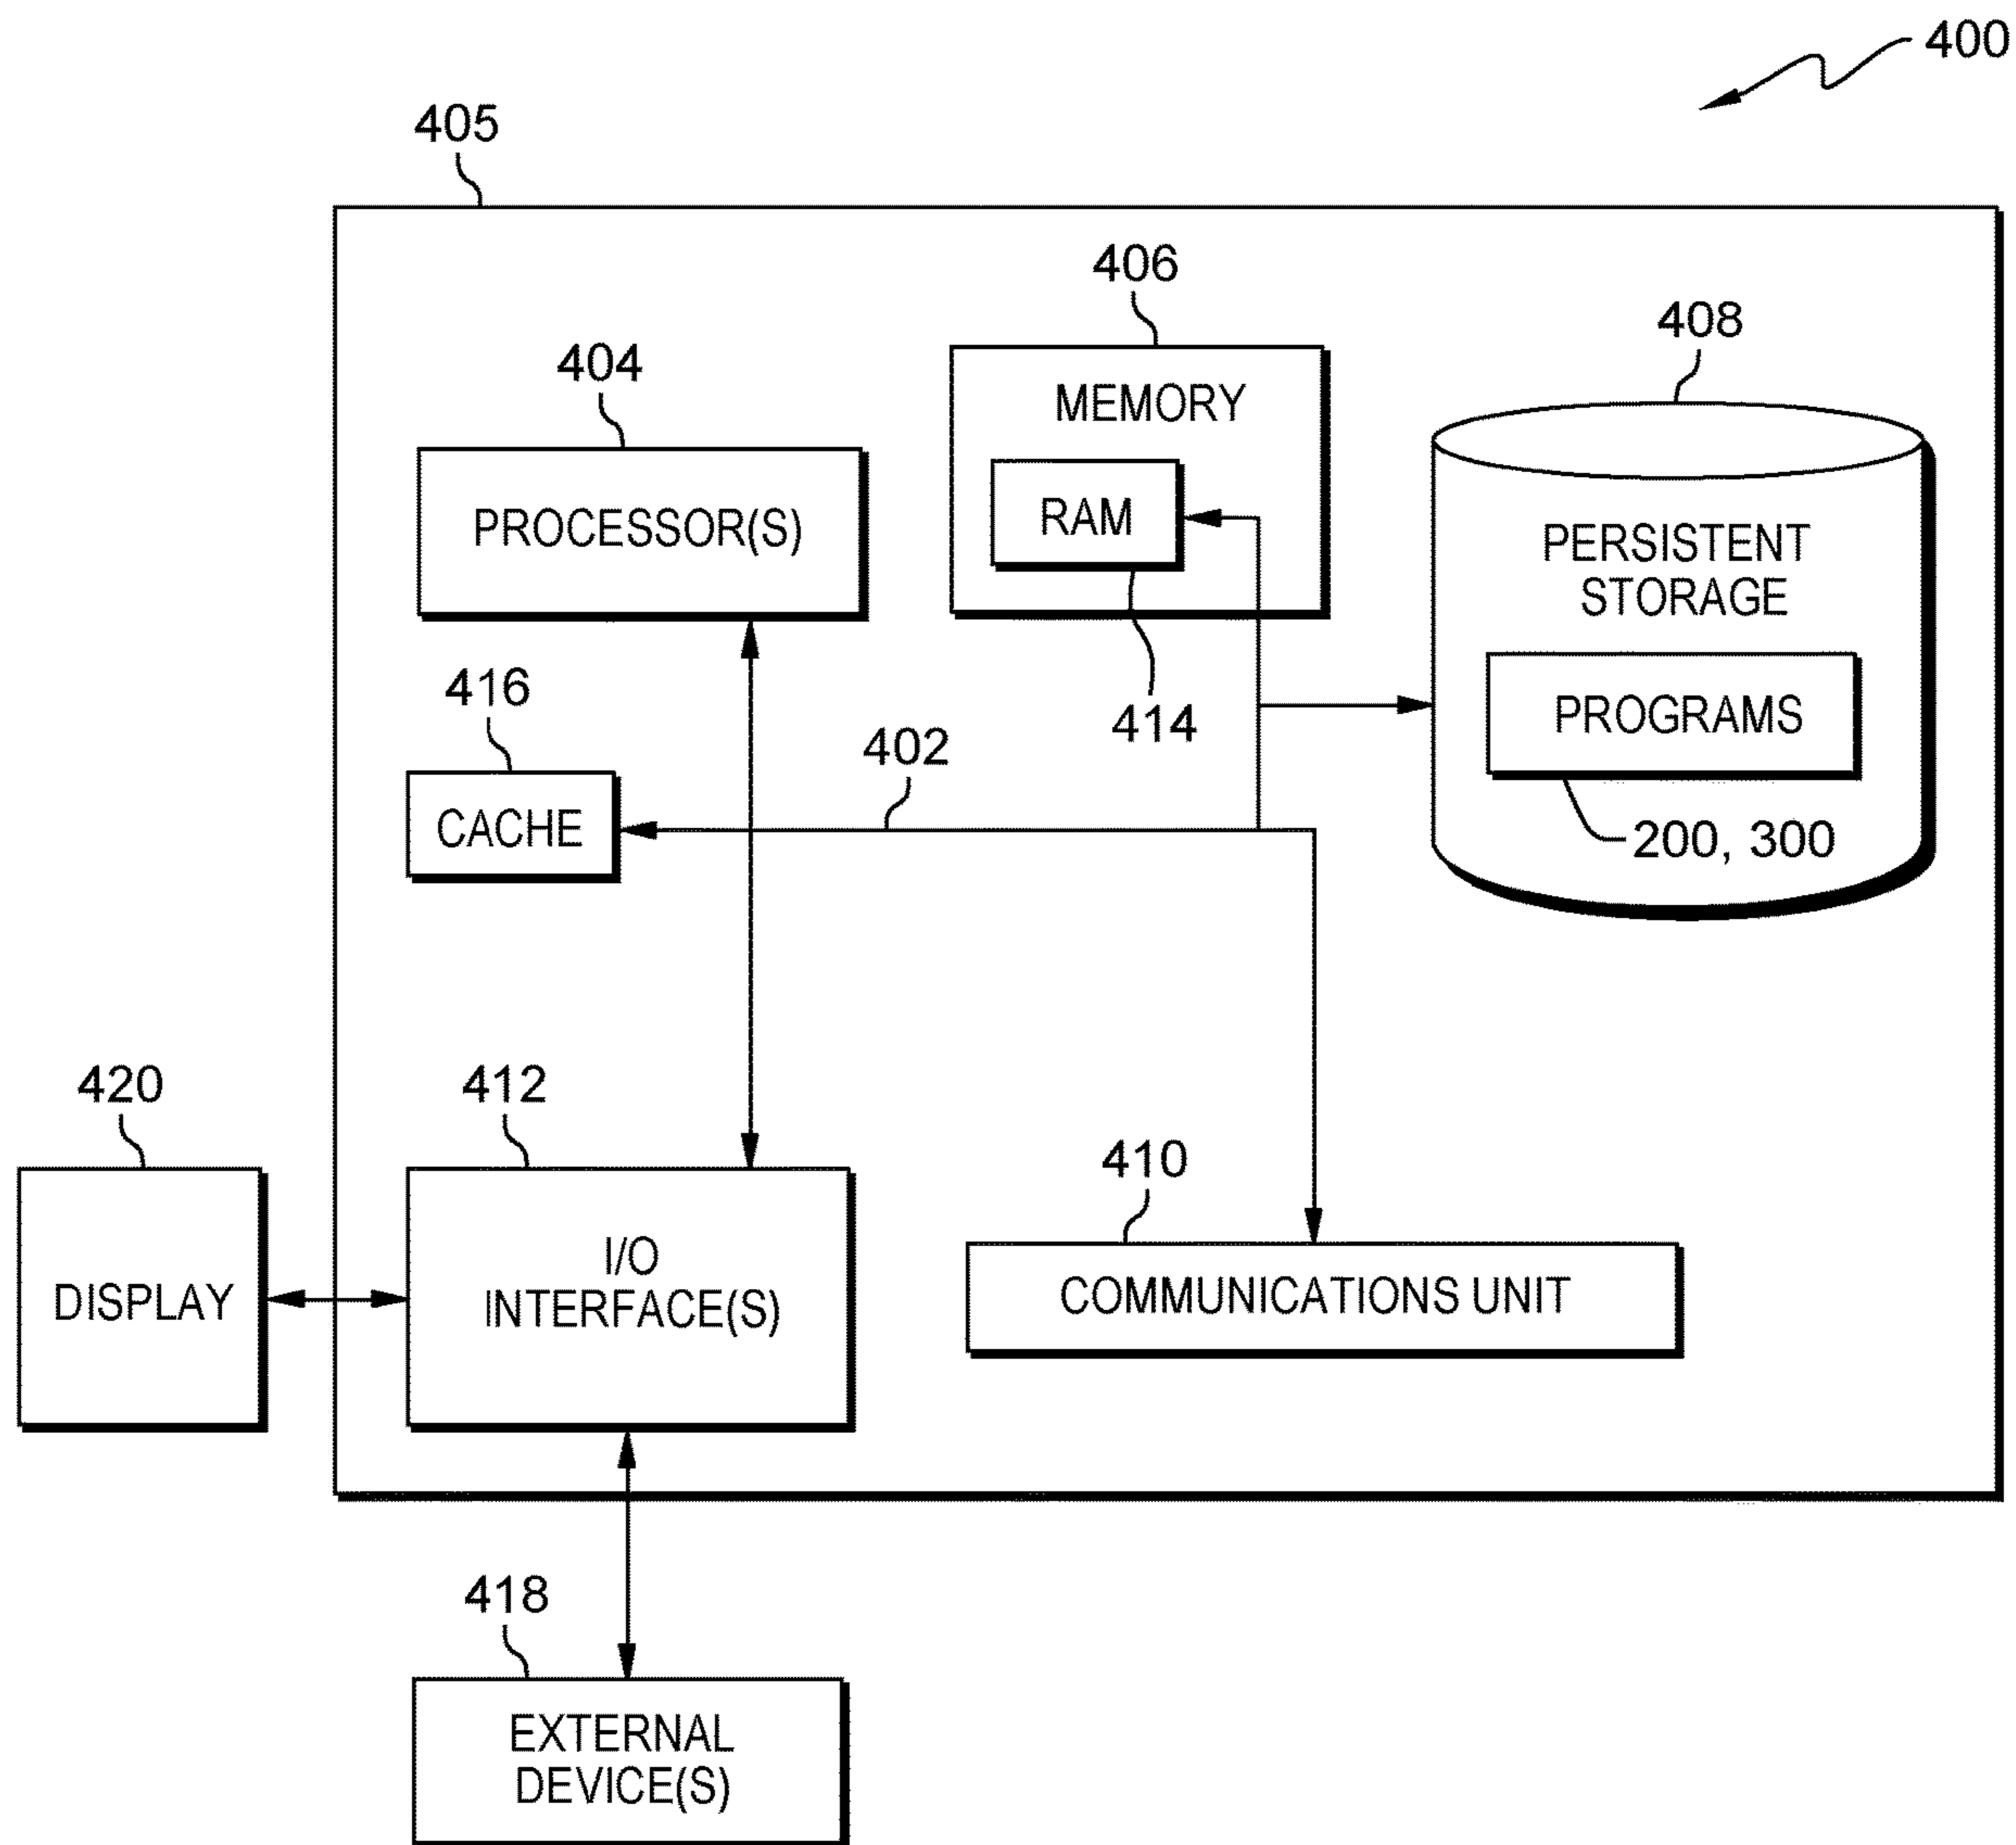 400
405
406
408
404
MEMORY
PROCESSOR(S)
RAM
PERSISTENT
STORAGE
416
414
PROGRAMS
402
CACHE
200, 300
420
412
410
I/O
INTERFACE(S)
DISPLAY
COMMUNICATIONS UNIT
418
EXTERNAL
DEVICE(S)